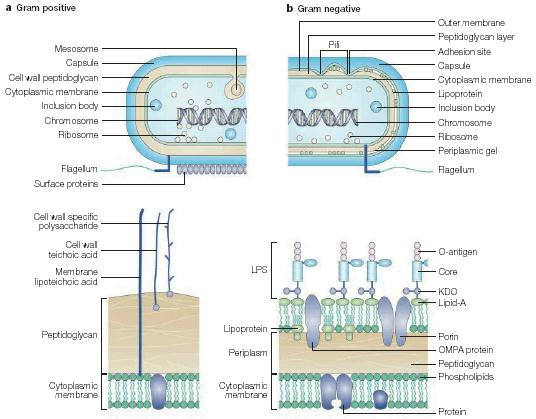 a Gram positive
Mesosome
Capsule
Cell wall peptidoglycan
Cytoplasmic membrane
Inclusion body
Chromosome
Ribosome
Flagellum
Surface proteins
b Gram negative
Outer membrane
Peptidoglycan layer
Pili
Adhesion site
Capsule
Cytoplasmic membrane
Lipoprotein
Inclusion body
Chromosome
Ribosome
Periplasmic gel
Flagellum
Cell wall specific
polysaccharide
Cell wall
teichoic acid
Membrane
lipoteichoic acid
Peptidoglycan
Cytoplasmic
membrane
LPS
Lipoprotein
Periplasm
Cytoplasmic
membrane
O-antigen
Core
KDO
Lipid-A
Porin
OMPA protein
Peptidoglycan
Phospholipids
Protein